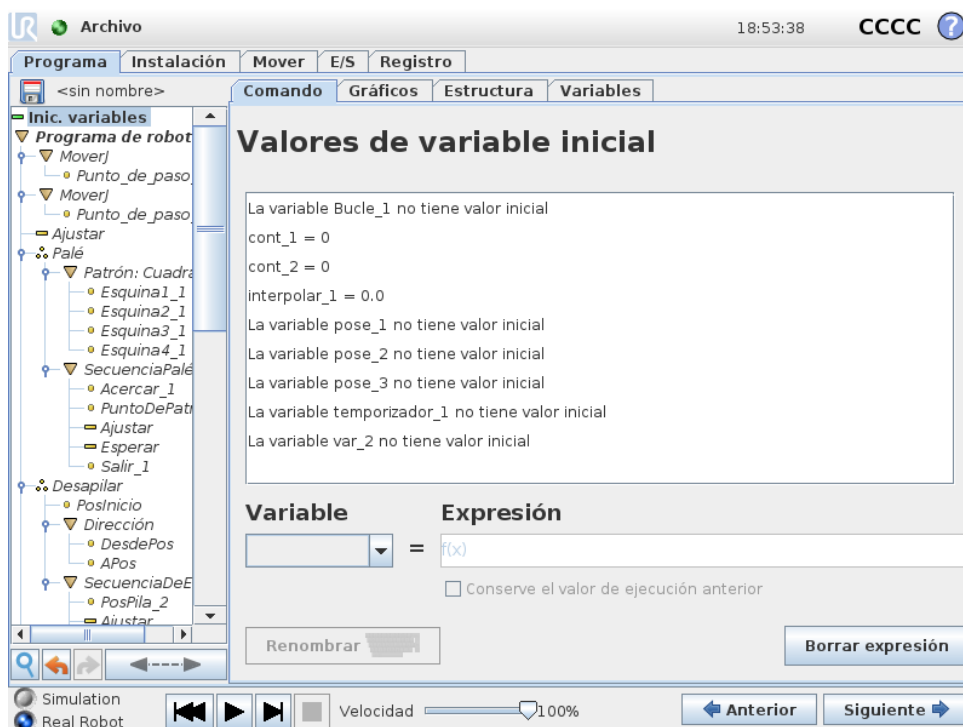 Archivo
18:53:38
CCCC
?
Programa
Instalación
Mover
E/S
Registro
<sin nombre>
Comando
Gráficos
Estructura
Variables
Inic. variables
Programa de robot
MoverJ
Punto_de_paso_
MoverJ
Punto_de_paso_
Ajustar
Palé
Patrón: Cuadra
Esquina1_1
Esquina2_1
Esquina3_1
Esquina4_1
SecuenciaPalé
Acercar_1
PuntoDePatr
Ajustar
Esperar
Salir_1
Desapilar
PosInicio
Dirección
DesdePos
APos
SecuenciaDeE
PosPila_2
Ajustar
Valores de variable inicial
La variable Bucle_1 no tiene valor inicial
cont_1 = 0
cont_2 = 0
interpolar_1 = 0.0
La variable pose_1 no tiene valor inicial
La variable pose_2 no tiene valor inicial
La variable pose_3 no tiene valor inicial
La variable temporizador_1 no tiene valor inicial
La variable var_2 no tiene valor inicial
Variable
Expresión
=
f(x)
Conserve el valor de ejecución anterior
Renombrar
Borrar expresión
Simulation
Real Robot
Velocidad
100%
Anterior
Siguiente